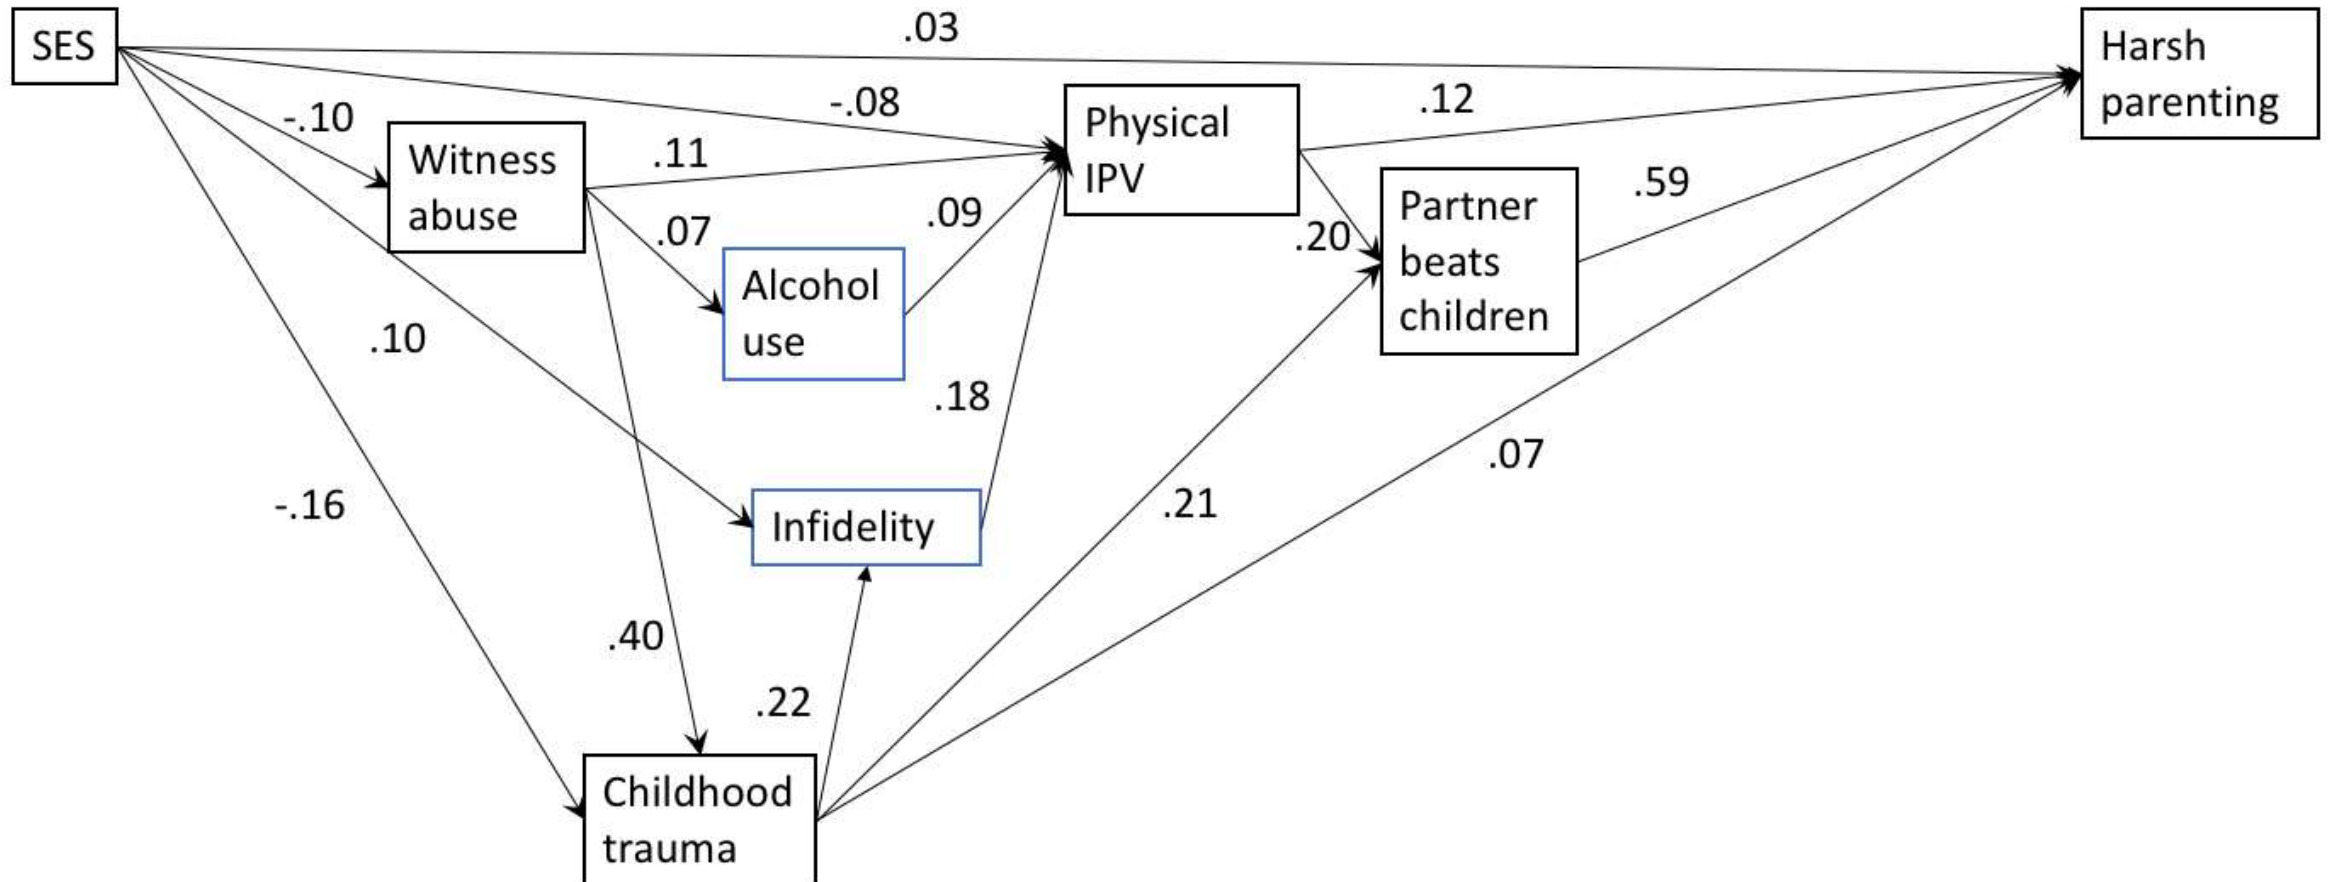 SES
.03
Harsh
parenting
-.08
.12
-.10
Physical
IPV
Witness
abuse
.11
.59
Partner
beats
children
.07
.09
.20
Alcohol
use
.10
.18
.07
-.16
.21
Infidelity
.40
.22
Childhood
trauma